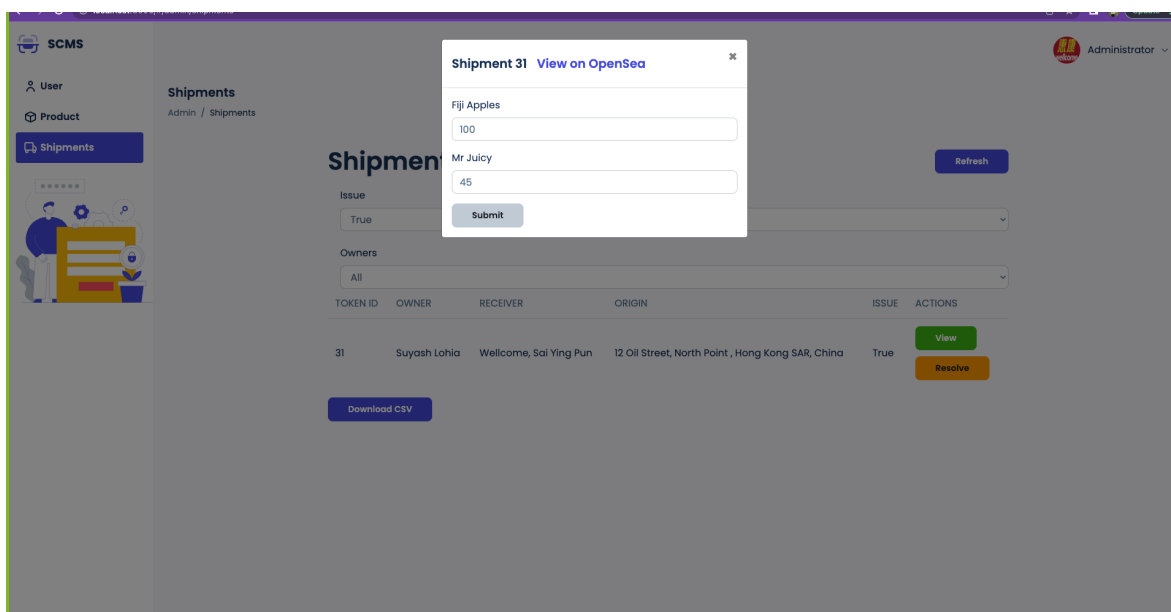 SCMS
Administrator
User
Product
Shipments
Shipments
Admin / Shipments
Shipment 31 View on OpenSea ×
Fiji Apples
100
Mr Juicy
45
Submit
Shipmen
Refresh
Issue
True
Owners
All
TOKEN ID OWNER RECEIVER ORIGIN ISSUE ACTIONS
31 Suyash Lohia Wellcome, Sai Ying Pun 12 Oil Street, North Point , Hong Kong SAR, China True View
Resolve
Download CSV